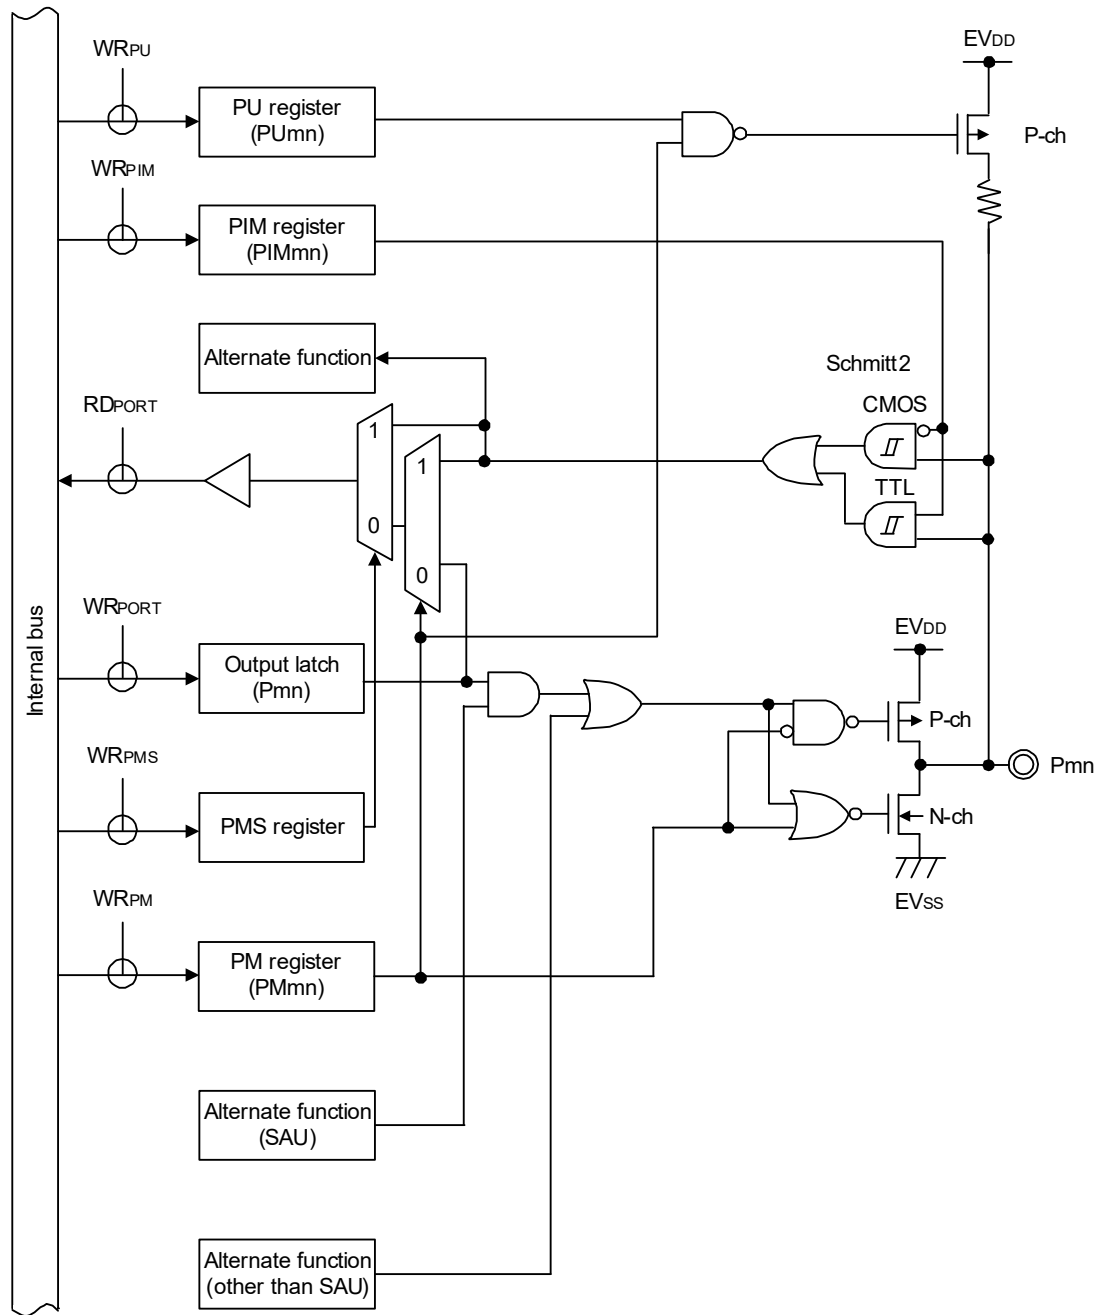 WRPU
PU register
(PUmn)
EVDD
P-ch
WRPIM
PIM register
(PIMmn)
Alternate function
Schmitt2
CMOS
TTL
RDPORT
1
0
1
0
Internal bus
WRPORT
Output latch
(Pmn)
EVDD
P-ch
Pmn
N-ch
EVSS
WRPMS
PMS register
WRPM
PM register
(PMmn)
Alternate function
(SAU)
Alternate function
(other than SAU)